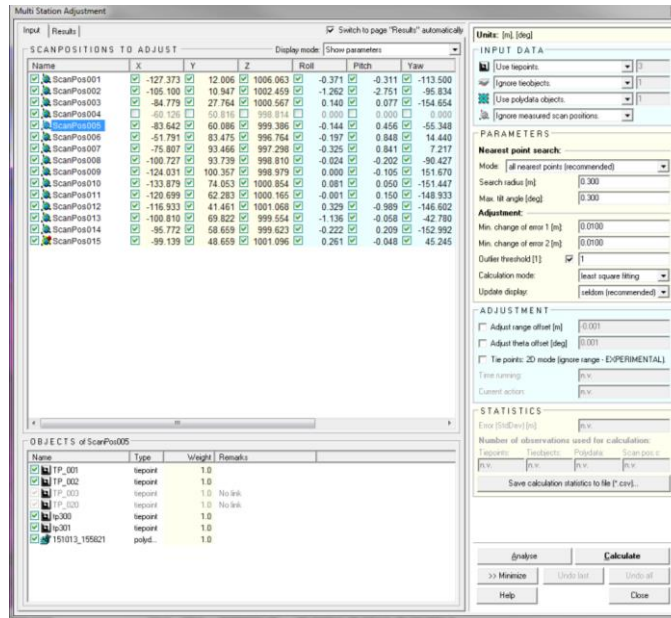 Multi Station Adjustment
Input Results
Switch to page "Results" automatically
SCANPOSITIONS TO ADJUST
Display mode: Show parameters
Name X Y Z Roll Pitch Yaw
ScanPos001 -127.373 12.006 1006.063 -0.371 -0.311 -113.500
ScanPos002 -105.100 10.947 1002.459 -1.262 -2.751 -95.834
ScanPos003 -84.779 27.764 1000.567 0.140 0.077 -154.654
ScanPos004 -60.126 50.816 998.814 0.000 0.000 0.000
ScanPos005 -83.642 60.086 999.386 -0.144 0.456 -55.348
ScanPos006 -51.791 83.475 996.764 -0.197 0.848 14.440
ScanPos007 -75.807 93.466 997.298 -0.325 0.841 7.217
ScanPos008 -100.727 93.739 998.810 -0.024 -0.202 -90.427
ScanPos009 -124.031 100.357 998.979 0.000 -0.105 151.670
ScanPos010 -133.879 74.053 1000.854 0.081 0.050 -151.447
ScanPos011 -120.699 62.283 1000.165 -0.001 0.150 -148.933
ScanPos012 -116.933 41.461 1001.068 0.329 -0.989 -146.602
ScanPos013 -100.810 69.822 999.554 -1.136 -0.058 -42.780
ScanPos014 -95.772 58.659 999.623 -0.222 0.209 -152.992
ScanPos015 -99.139 48.659 1001.096 0.261 -0.048 45.245
OBJECTS of ScanPos005
Name Type Weight Remarks
TP_001 tiepoint 1.0
TP_002 tiepoint 1.0
TP_003 tiepoint 1.0 No link
TP_020 tiepoint 1.0 No link
tp300 tiepoint 1.0
tp301 tiepoint 1.0
151013_155821 polyd... 1.0
Units: [m], [deg]
INPUT DATA
Use tiepoints. 3
Ignore tieobjects. 1
Use polydata objects. 1
Ignore measured scan positions.
PARAMETERS
Nearest point search:
Mode: all nearest points (recommended)
Search radius [m]: 0.300
Max. tilt angle [deg]: 0.300
Adjustment:
Min. change of error 1 [m]: 0.0100
Min. change of error 2 [m]: 0.0100
Outlier threshold [1]: 1
Calculation mode: least square fitting
Update display: seldom (recommended)
ADJUSTMENT
Adjust range offset [m] -0.001
Adjust theta offset [deg] 0.001
Tie points: 2D mode (ignore range - EXPERIMENTAL)
Time running: n.v.
Current action: n.v.
STATISTICS
Error (StdDev) [m]: n.v.
Number of observations used for calculation:
Tiepoints: Tieobjects: Polydata: Scan pos.:
n.v. n.v. n.v. n.v.
Save calculation statistics to file (*.csv)...
Analyse Calculate
>> Minimize Undo last Undo all
Help Close